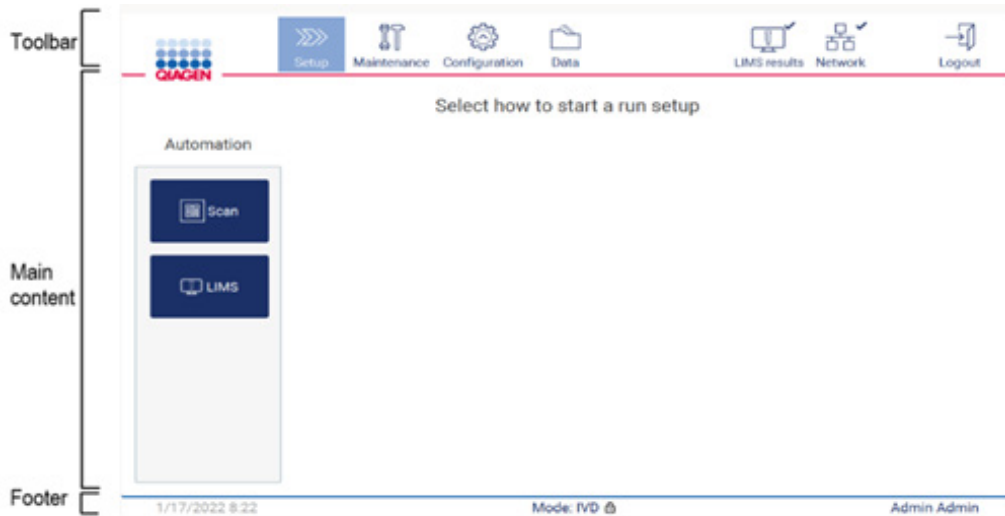 Toolbar
QIAGEN
Setup
Maintenance
Configuration
Data
LIMS results
Network
Logout
Select how to start a run setup
Automation
Scan
LIMS
Main
content
Footer
1/17/2022 8:22
Mode: IVD
Admin Admin